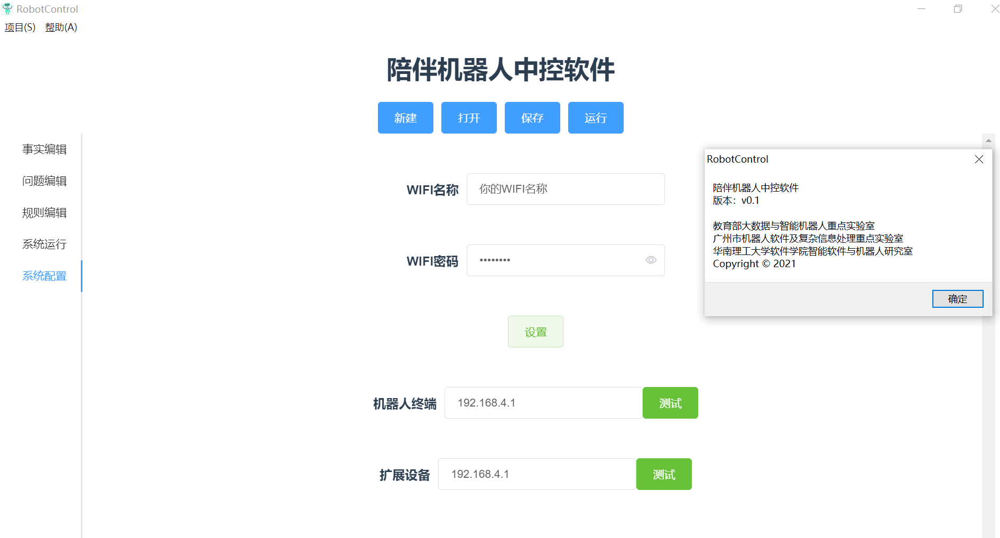 RobotControl
项目(S) 帮助(A)
陪伴机器人中控软件
新建 打开 保存 运行
事实编辑
问题编辑
规则编辑
系统运行
系统配置
WIFI名称 你的WIFI名称
WIFI密码 ••••••••
设置
机器人终端 192.168.4.1 测试
扩展设备 192.168.4.1 测试
RobotControl
陪伴机器人中控软件
版本：v0.1
教育部大数据与智能机器人重点实验室
广州市机器人软件及复杂信息处理重点实验室
华南理工大学软件学院智能软件与机器人研究室
Copyright © 2021
确定